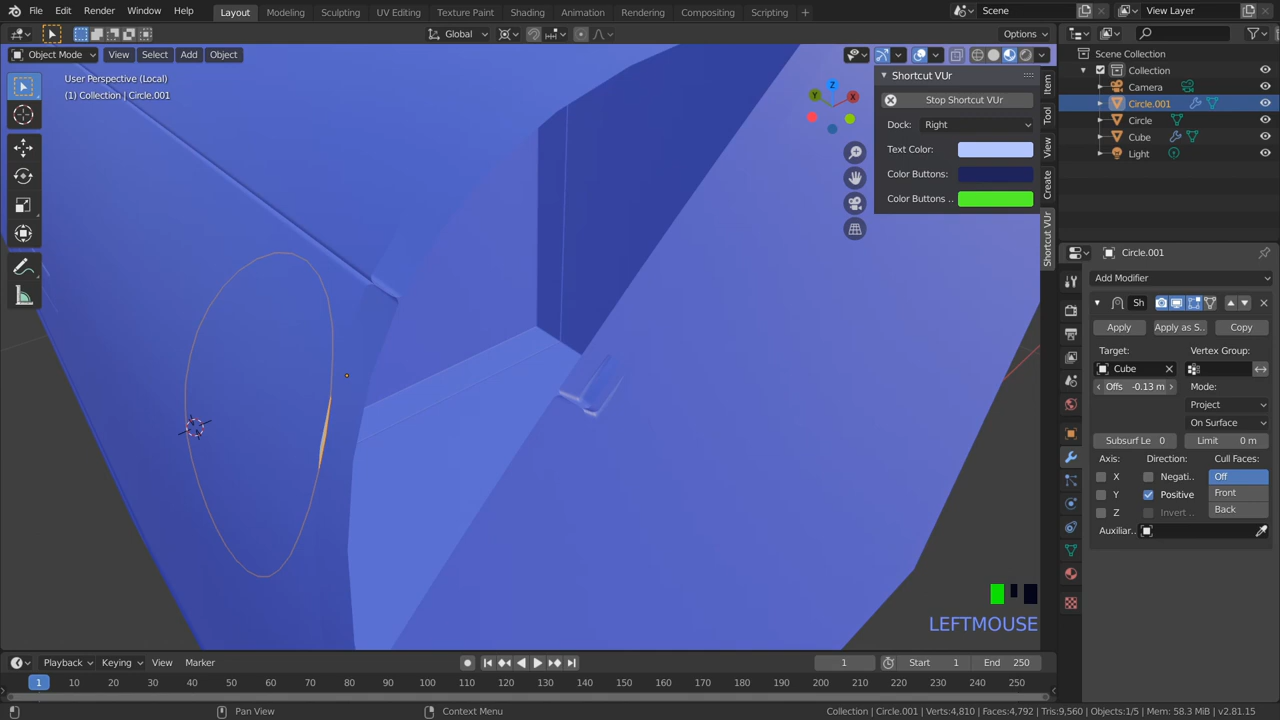 File Edit Render Window Help Layout Modeling Sculpting UV Editing Texture Paint Shading Animation Rendering Compositing Scripting Scene View Layer
Global Options
Object Mode View Select Add Object
User Perspective (Local)
(1) Collection | Circle.001
Shortcut VUr
Stop Shortcut VUr
Dock: Right
Text Color:
Color Buttons:
Color Buttons ..
Item
Tool
View
Create
Shortcut VUr
X
Y
Z
Scene Collection
Collection
Camera
Circle.001
Circle
Cube
Light
Circle.001
Add Modifier
Sh
Apply Apply as S.. Copy
Target: Vertex Group:
Cube
Offs -0.13 m Mode:
Project
On Surface
Subsurf Le 0 Limit 0 m
Axis: Direction: Cull Faces:
X Negati.. Off
Y Positive Front
Z Invert .. Back
Auxiliar..
LEFTMOUSE
Playback Keying View Marker 1 Start 1 End 250
1 10 20 30 40 50 60 70 80 90 100 110 120 130 140 150 160 170 180 190 200 210 220 230 240 250
Pan View Context Menu Collection | Circle.001 | Verts:4,810 | Faces:4,792 | Tris:9,560 | Objects:1/5 | Mem: 58.3 MiB | v2.81.15